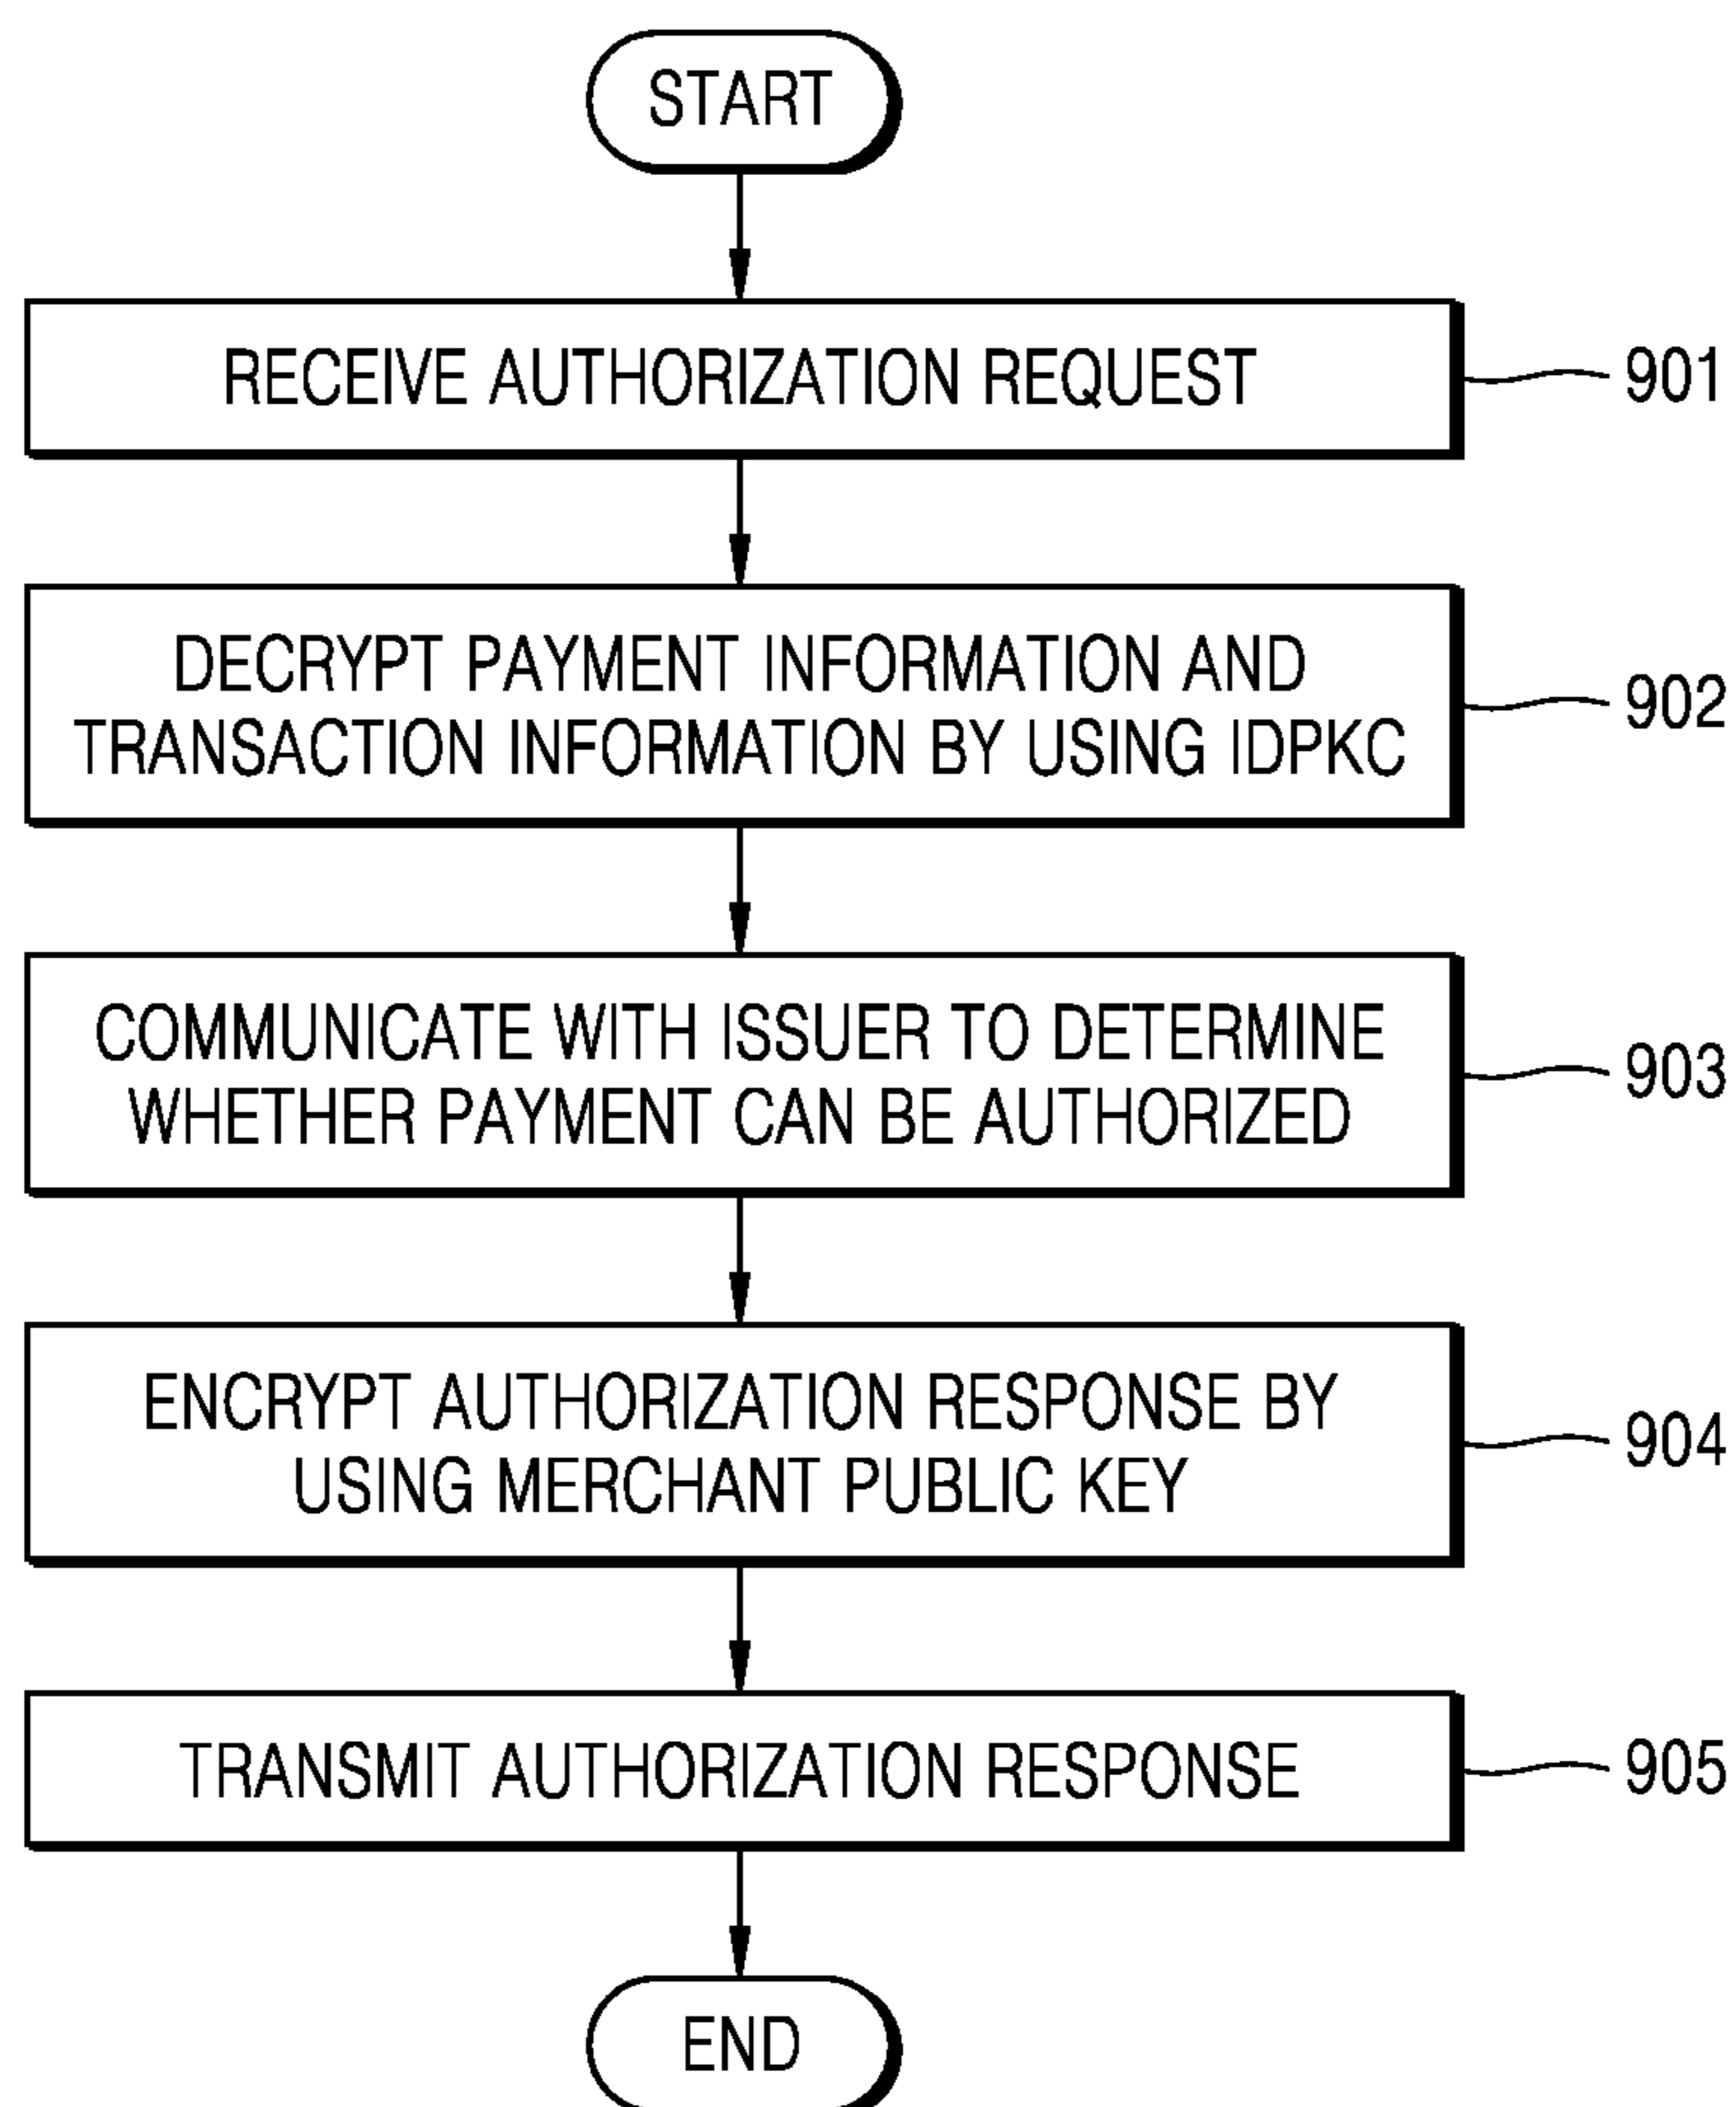 START
RECEIVE AUTHORIZATION REQUEST
901
DECRYPT PAYMENT INFORMATION AND
TRANSACTION INFORMATION BY USING IDPKC
902
COMMUNICATE WITH ISSUER TO DETERMINE
WHETHER PAYMENT CAN BE AUTHORIZED
903
ENCRYPT AUTHORIZATION RESPONSE BY
USING MERCHANT PUBLIC KEY
904
TRANSMIT AUTHORIZATION RESPONSE
905
END